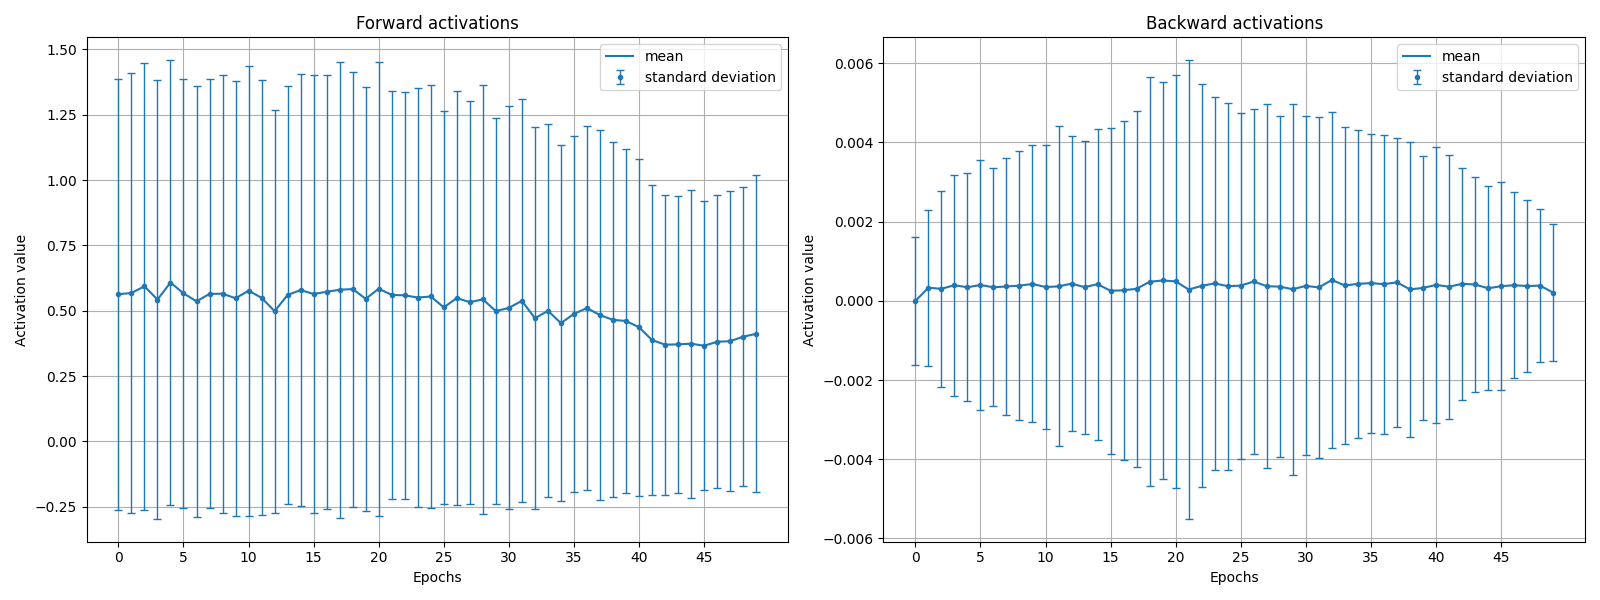 Forward activations
1.50
1.25
1.00
0.75
0.50
0.25
0.00
−0.25
Activation value
0 5 10 15 20 25 30 35 40 45
Epochs
mean
standard deviation
Backward activations
0.006
0.004
0.002
0.000
−0.002
−0.004
−0.006
Activation value
0 5 10 15 20 25 30 35 40 45
Epochs
mean
standard deviation